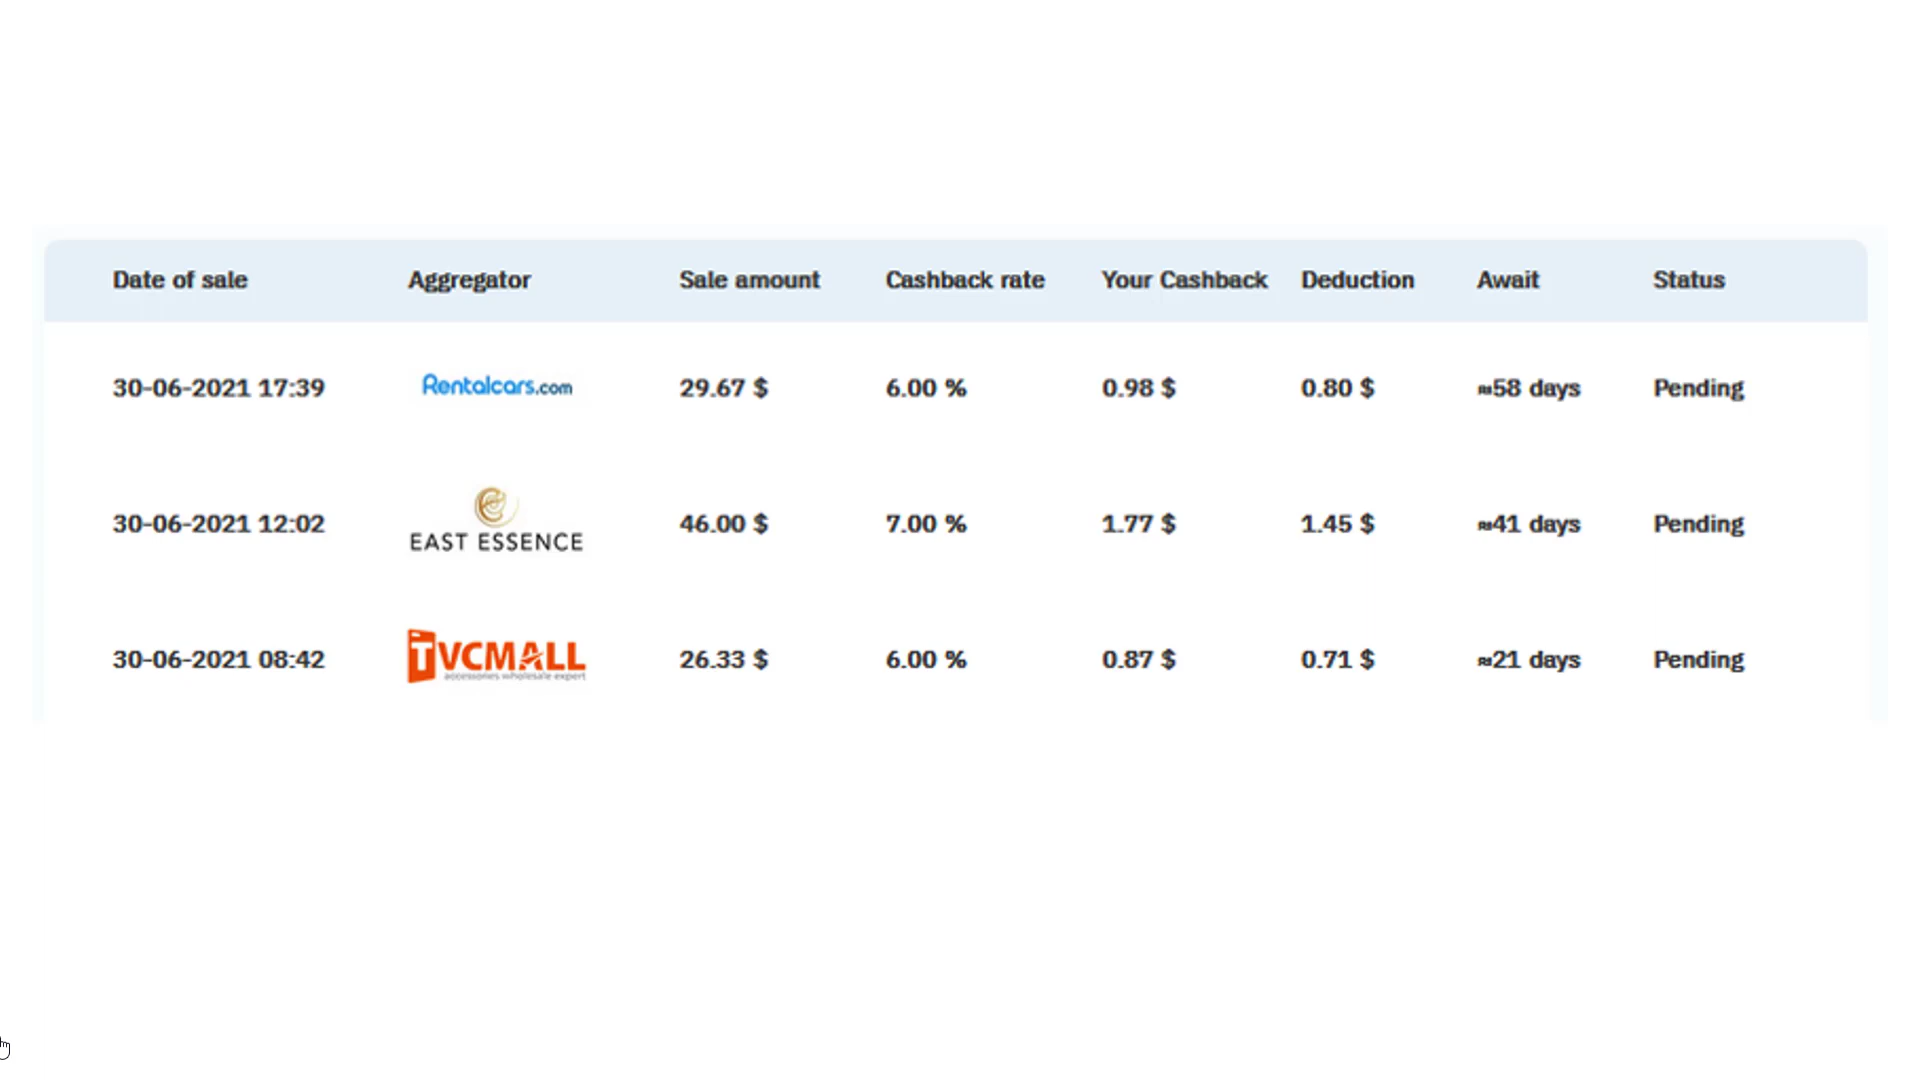 Date of sale Aggregator Sale amount Cashback rate Your Cashback Deduction Await Status
30-06-2021 17:39 Rentalcars.com 29.67 $ 6.00 % 0.98 $ 0.80 $ ≈58 days Pending
30-06-2021 12:02 EAST ESSENCE 46.00 $ 7.00 % 1.77 $ 1.45 $ ≈41 days Pending
30-06-2021 08:42 TVCMALL 26.33 $ 6.00 % 0.87 $ 0.71 $ ≈21 days Pending
accessories wholesale expert